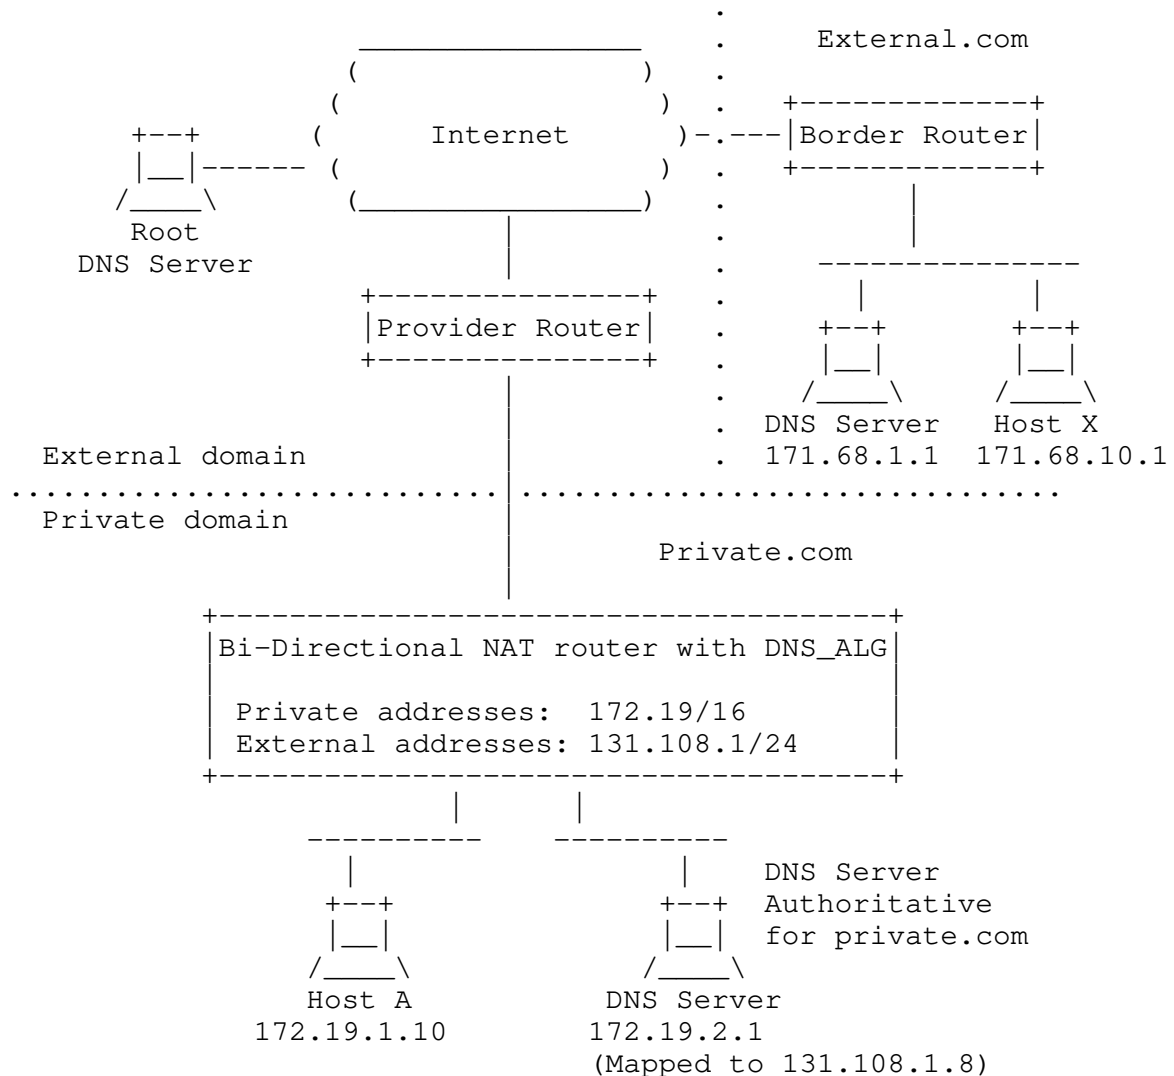 External.com
Internet
Border Router
Root
DNS Server
Provider Router
DNS Server Host X
External domain 171.68.1.1 171.68.10.1
Private domain
Private.com
Bi-Directional NAT router with DNS_ALG
Private addresses: 172.19/16
External addresses: 131.108.1/24
DNS Server
Authoritative
for private.com
Host A DNS Server
172.19.1.10 172.19.2.1
(Mapped to 131.108.1.8)